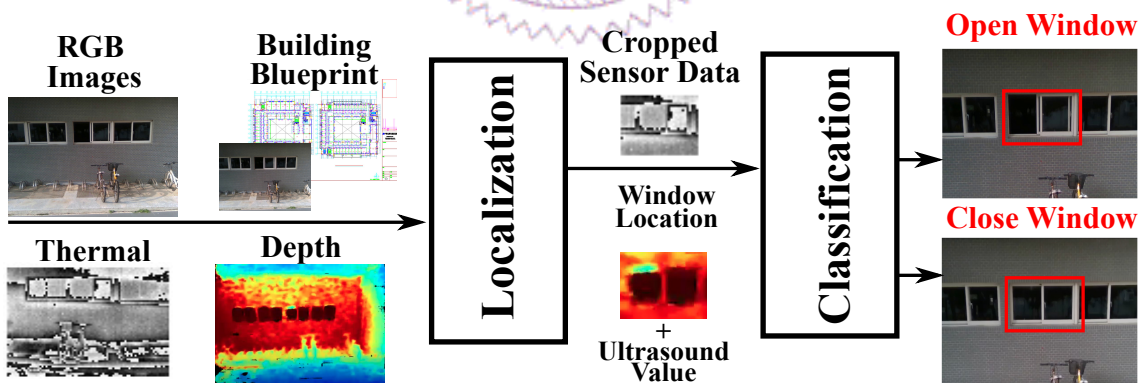 RGB
Images
Building
Blueprint
Thermal
Depth
Localization
Cropped
Sensor Data
Window
Location
+
Ultrasound
Value
Classification
Open Window
Close Window